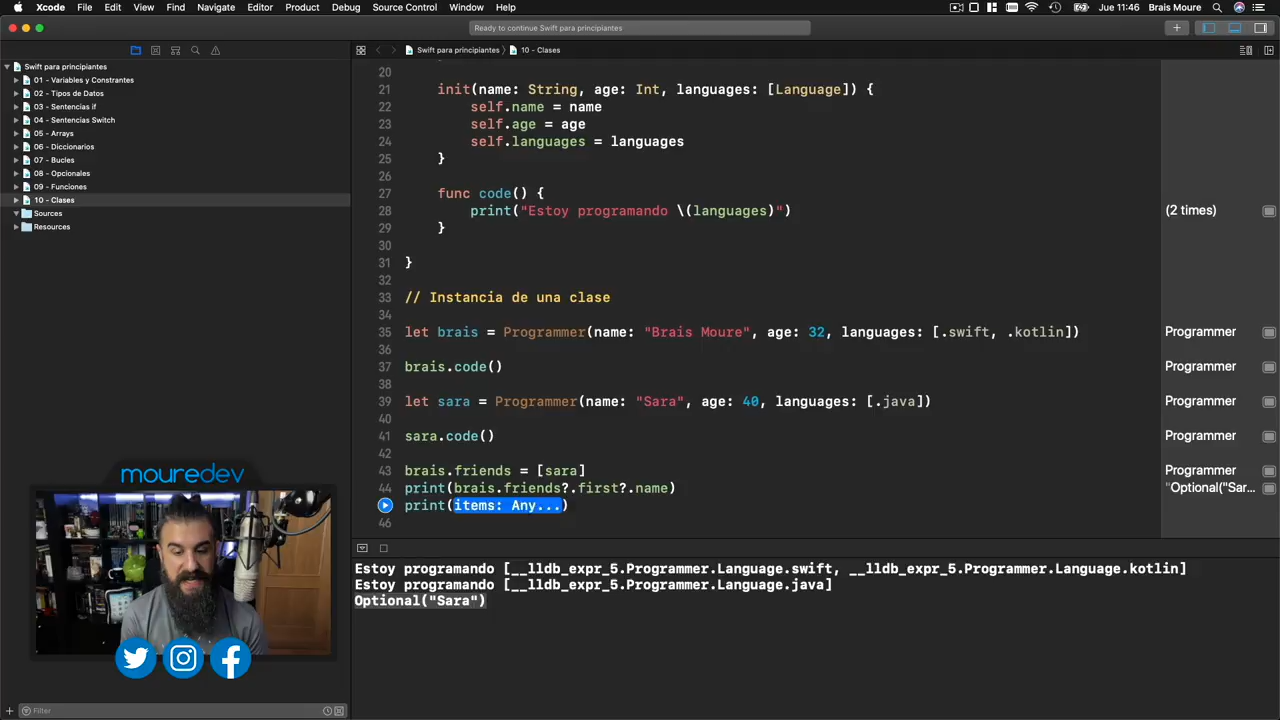 Xcode File Edit View Find Navigate Editor Product Debug Source Control Window Help
Jue 11:46 Brais Moure
Ready to continue Swift para principiantes
Swift para principiantes
01 - Variables y Constrantes
02 - Tipos de Datos
03 - Sentencias if
04 - Sentencias Switch
05 - Arrays
06 - Diccionarios
07 - Bucles
08 - Opcionales
09 - Funciones
10 - Clases
Sources
Resources
Filter
Swift para principiantes 10 - Clases
20
21 init(name: String, age: Int, languages: [Language]) {
22 self.name = name
23 self.age = age
24 self.languages = languages
25 }
26
27 func code() {
28 print("Estoy programando \(languages)") (2 times)
29 }
30
31 }
32
33 // Instancia de una clase
34
35 let brais = Programmer(name: "Brais Moure", age: 32, languages: [.swift, .kotlin]) Programmer
36
37 brais.code() Programmer
38
39 let sara = Programmer(name: "Sara", age: 40, languages: [.java]) Programmer
40
41 sara.code() Programmer
42
43 brais.friends = [sara] Programmer
44 print(brais.friends?.first?.name) "Optional("Sar...
print(items: Any...)
46
Estoy programando [__lldb_expr_5.Programmer.Language.swift, __lldb_expr_5.Programmer.Language.kotlin]
Estoy programando [__lldb_expr_5.Programmer.Language.java]
Optional("Sara")
mouredev